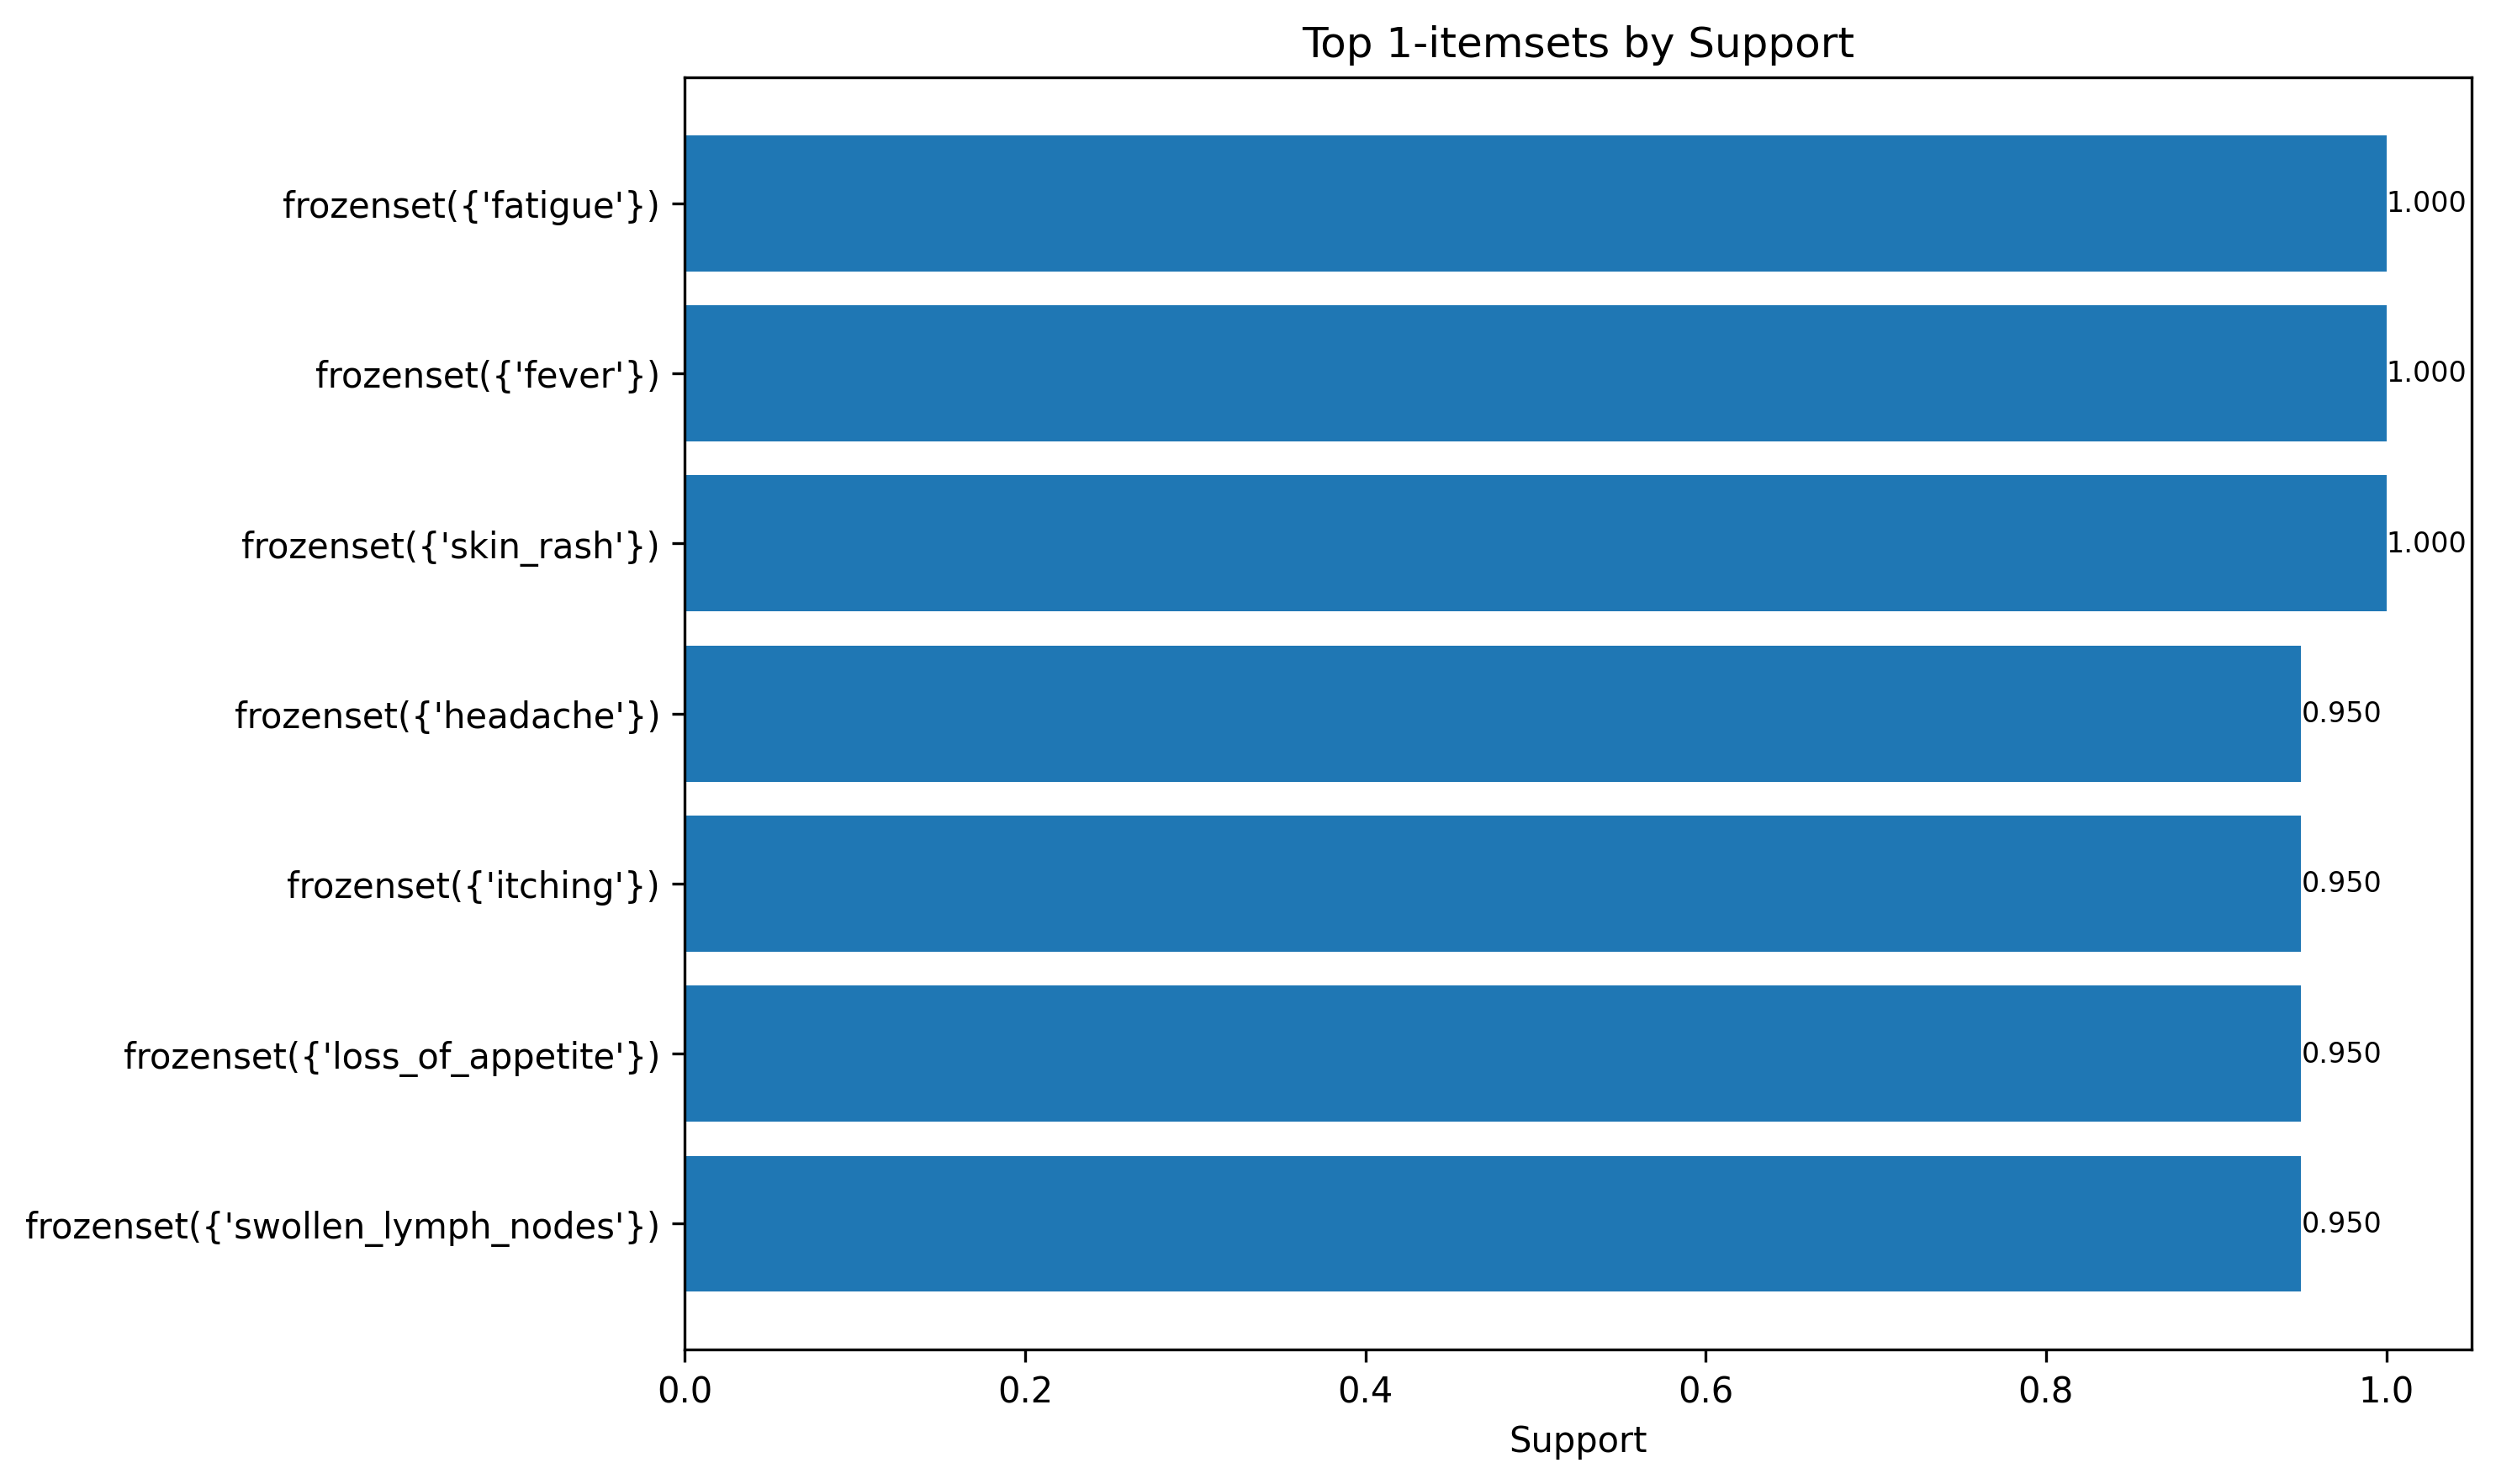 Top 1-itemsets by Support
frozenset({'fatigue'})
1.000
frozenset({'fever'})
1.000
frozenset({'skin_rash'})
1.000
frozenset({'headache'})
0.950
frozenset({'itching'})
0.950
frozenset({'loss_of_appetite'})
0.950
frozenset({'swollen_lymph_nodes'})
0.950
0.0 0.2 0.4 0.6 0.8 1.0
Support